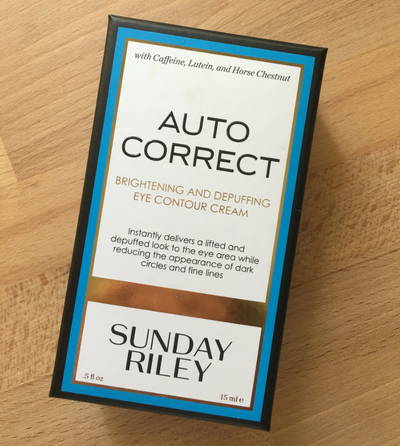 with Caffeine, Lutein, and Horse Chestnut
AUTO
CORRECT
BRIGHTENING AND DEPUFFING
EYE CONTOUR CREAM
Instantly delivers a lifted and
depuffed look to the eye area while
reducing the appearance of dark
circles and fine lines
SUNDAY
RILEY
.5 fl oz
15 ml e